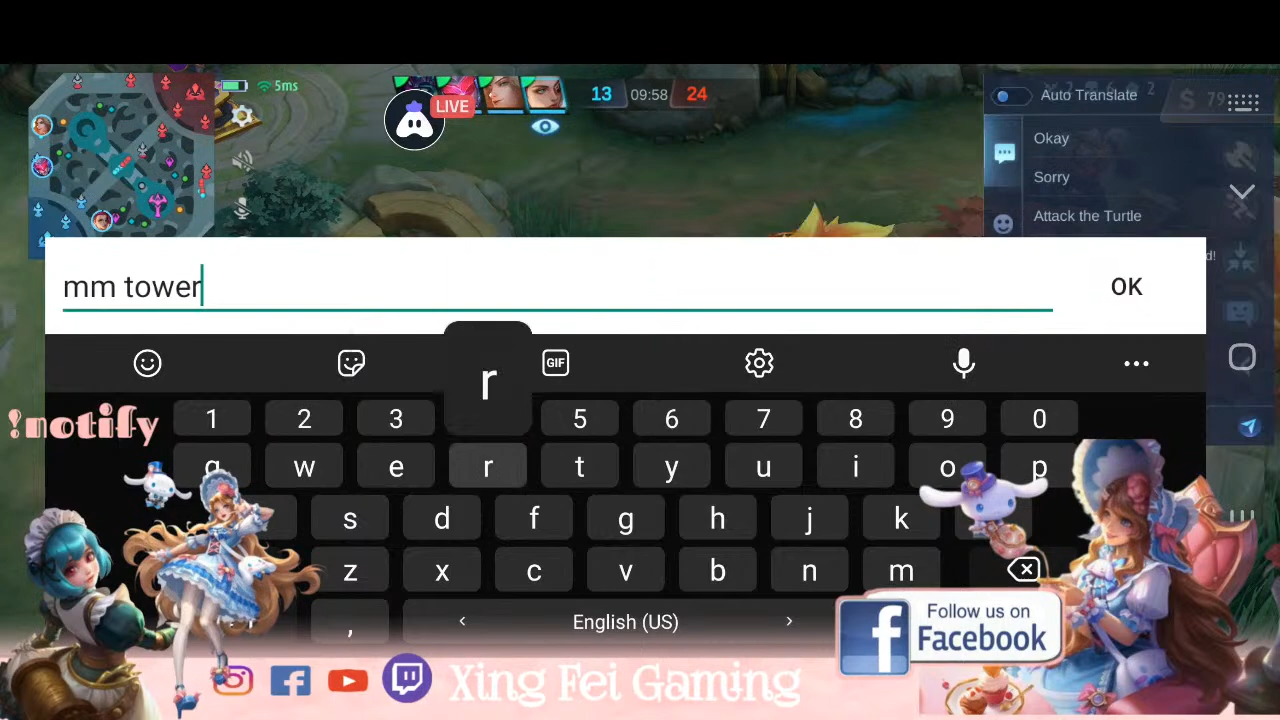 5ms
LIVE
13 09:58 24
Auto Translate
Okay
Sorry
Attack the Turtle
d!
mm tower
OK
GIF
r
1 2 3 5 6 7 8 9 0
q w e r t y u i o p
s d f g h j k
z x c v b n m
, < English (US) >
!notify
Follow us on
Facebook
Xing Fei Gaming